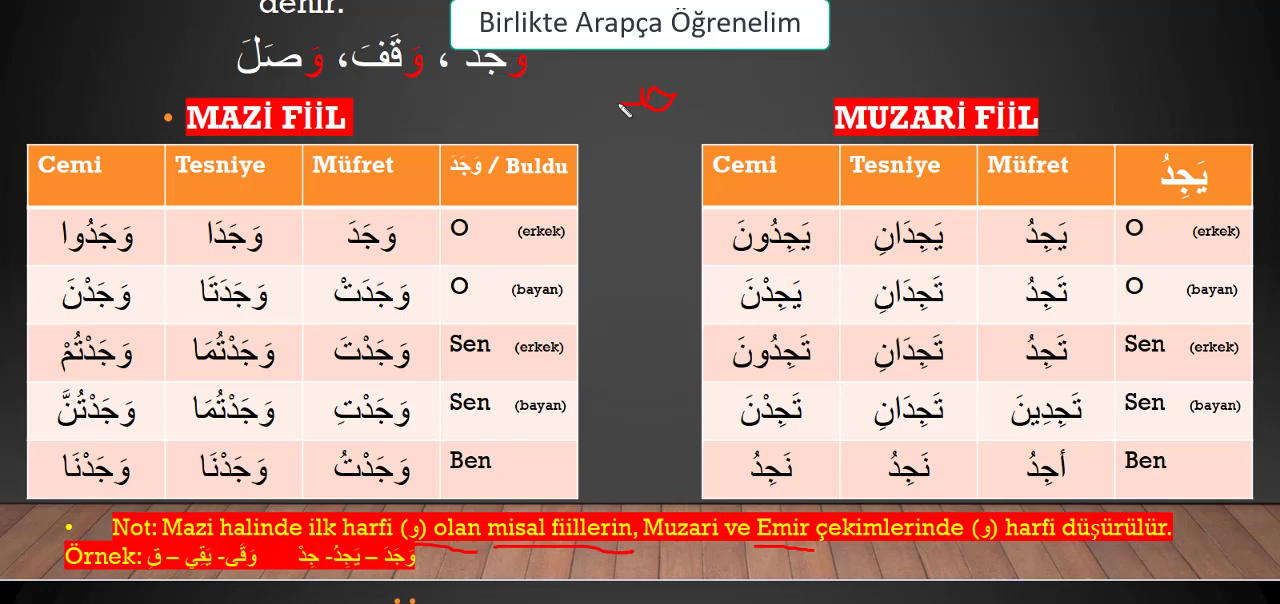 denir.
Birlikte Arapça Öğrenelim
وَجَدَ ، وَقَفَ، وَصَلَ
• MAZİ FİİL
Cemi Tesniye Müfret وَجَدَ / Buldu
وَجَدُوا وَجَدَا وَجَدَ O (erkek)
وَجَدْنَ وَجَدَتَا وَجَدَتْ O (bayan)
وَجَدْتُمْ وَجَدْتُمَا وَجَدْتَ Sen (erkek)
وَجَدْتُنَّ وَجَدْتُمَا وَجَدْتِ Sen (bayan)
وَجَدْنَا وَجَدْنَا وَجَدْتُ Ben
MUZARİ FİİL
Cemi Tesniye Müfret يَجِدُ
يَجِدُونَ يَجِدَانِ يَجِدُ O (erkek)
يَجِدْنَ تَجِدَانِ تَجِدُ O (bayan)
تَجِدُونَ تَجِدَانِ تَجِدُ Sen (erkek)
تَجِدْنَ تَجِدَانِ تَجِدِينَ Sen (bayan)
نَجِدُ نَجِدُ أجِدُ Ben
• Not: Mazi halinde ilk harfi (و) olan misal fiillerin, Muzari ve Emir çekimlerinde (و) harfi düşürülür.
Örnek: وَجَدَ – يَجِدُ- جِدْ وَقَى- يَقِي – قِ